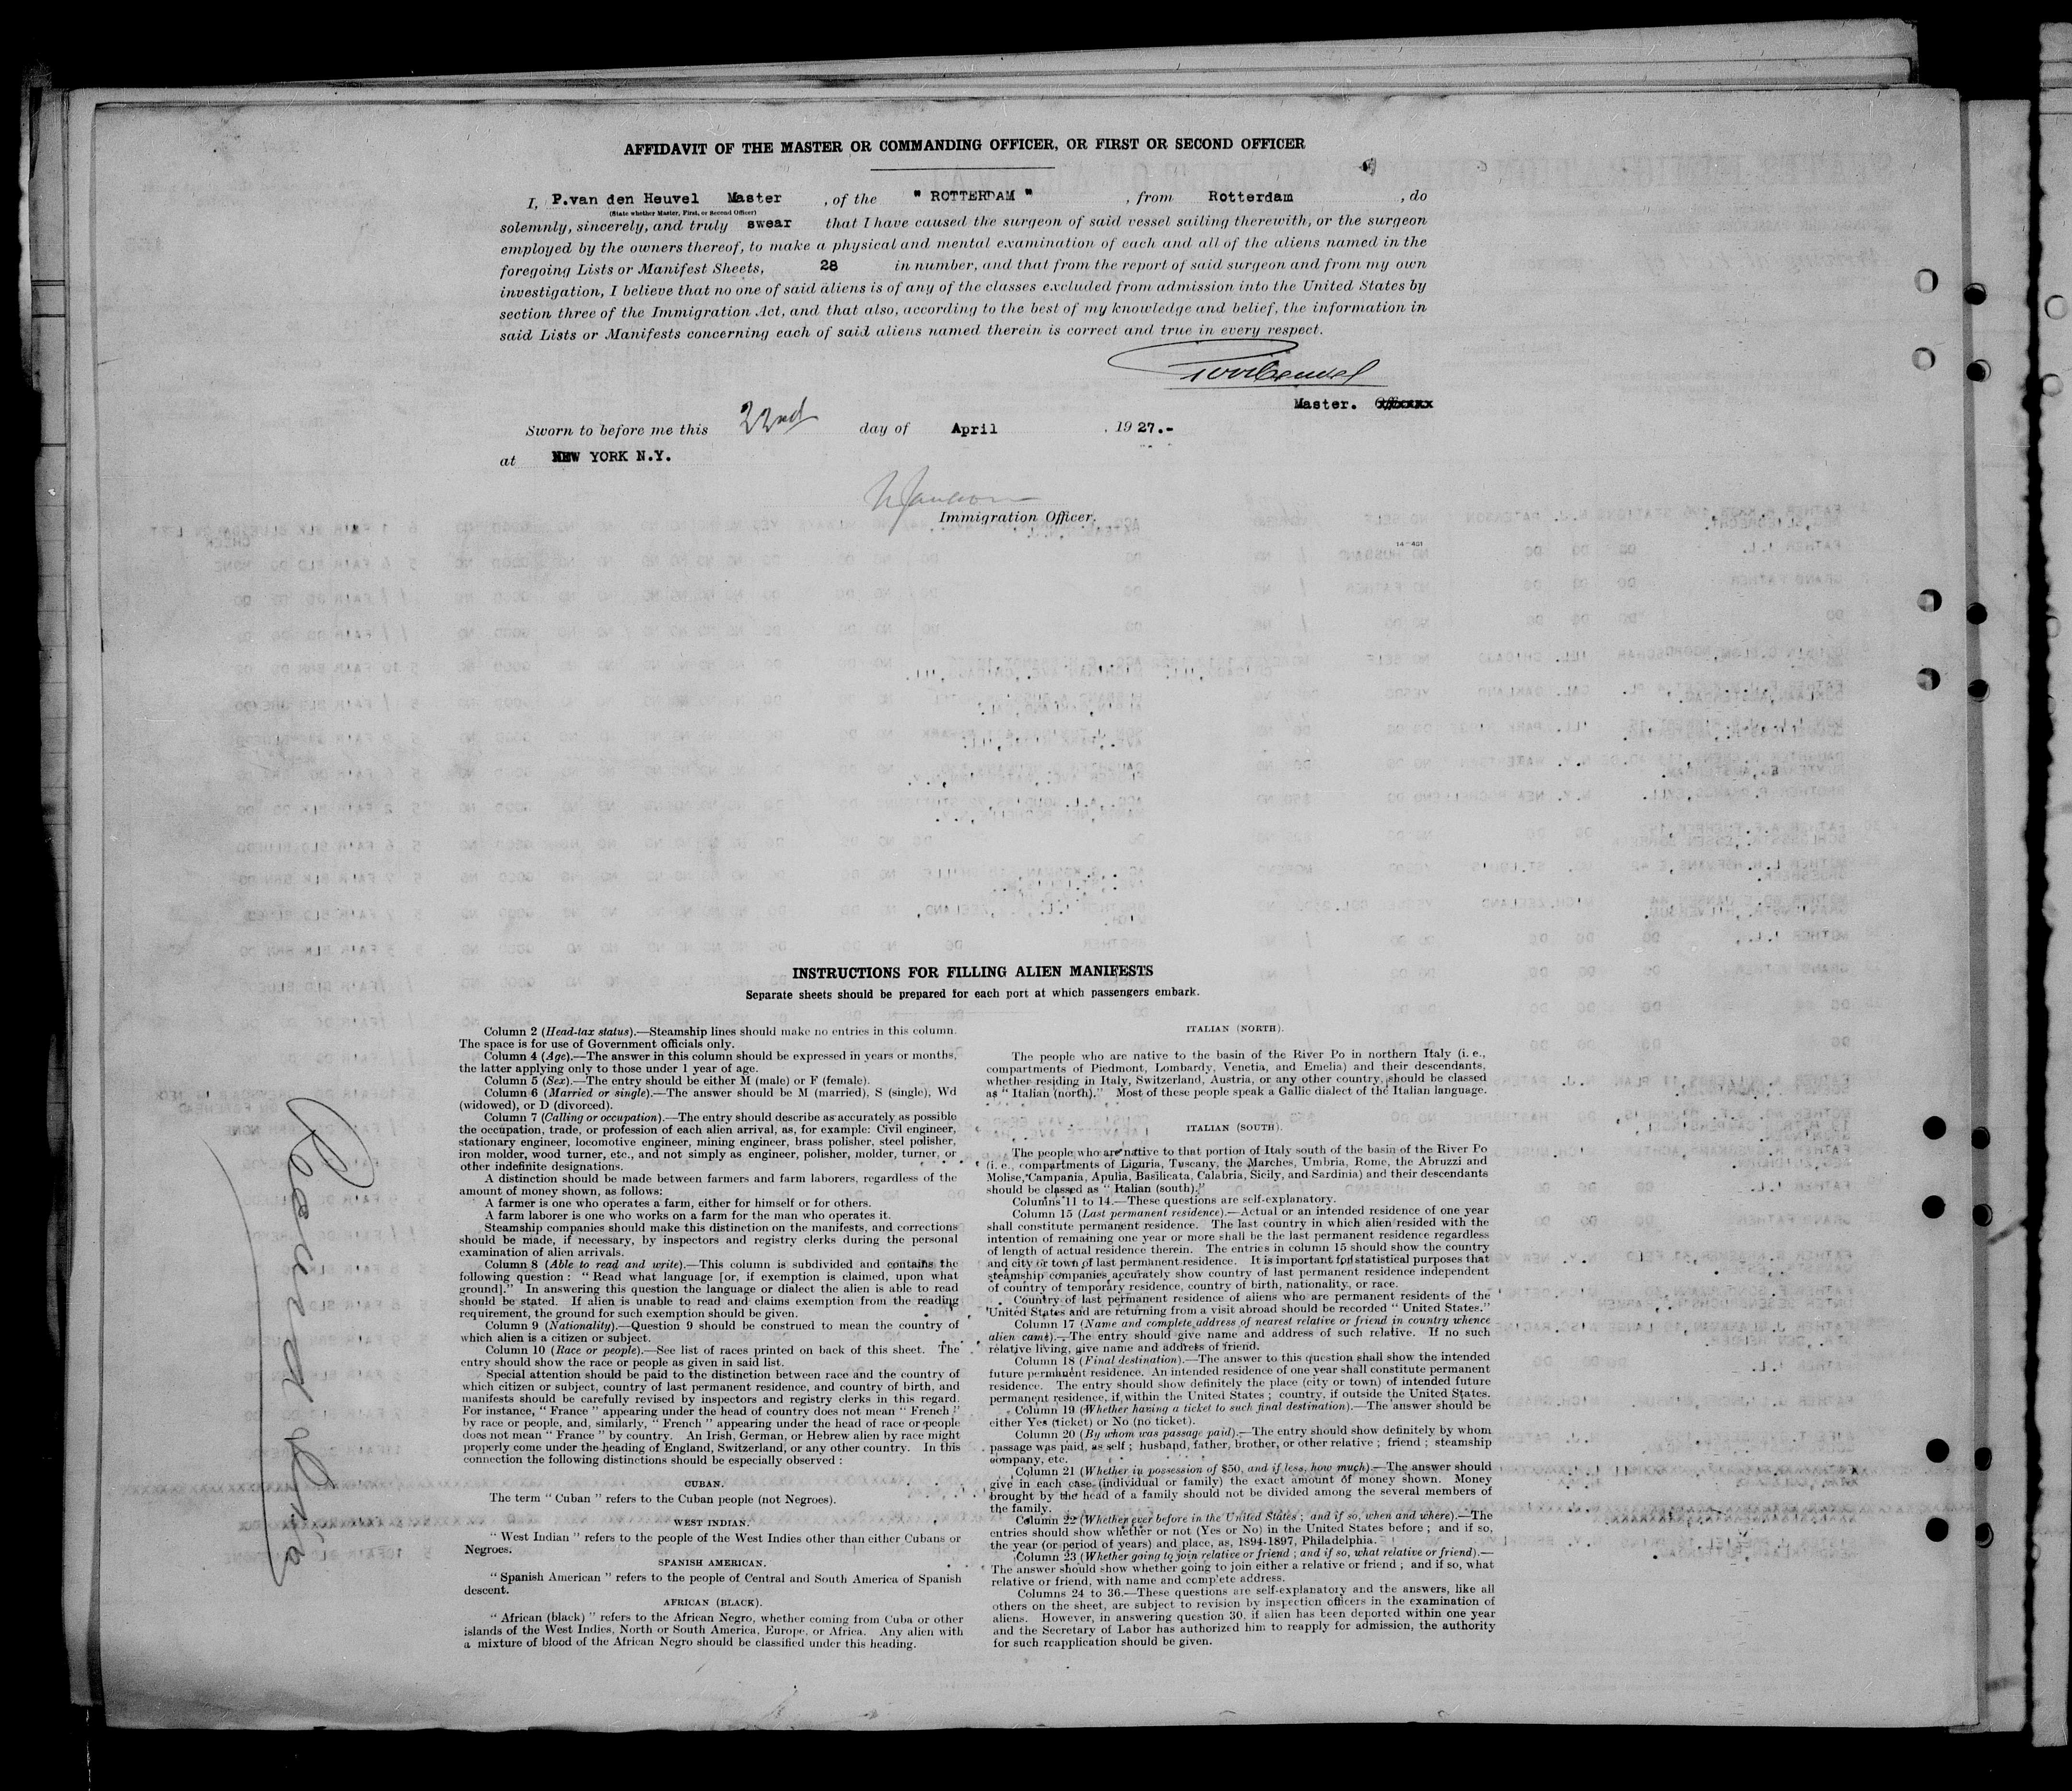 AFFIDAVIT OF THE MASTER OR COMMANDING OFFICER, OR FIRST OR SECOND OFFICER
I, P.van den Heuvel Master , of the " ROTTERDAM " , from Rotterdam , do
(State whether Master, First, or Second Officer)
solemnly, sincerely, and truly swear that I have caused the surgeon of said vessel sailing therewith, or the surgeon
employed by the owners thereof, to make a physical and mental examination of each and all of the aliens named in the
foregoing Lists or Manifest Sheets, 28 in number, and that from the report of said surgeon and from my own
investigation, I believe that no one of said aliens is of any of the classes excluded from admission into the United States by
section three of the Immigration Act, and that also, according to the best of my knowledge and belief, the information in
said Lists or Manifests concerning each of said aliens named therein is correct and true in every respect.
Master.
Sworn to before me this 22nd day of April , 19 27.-
at NEW YORK N.Y.
Immigration Officer.
14—451
INSTRUCTIONS FOR FILLING ALIEN MANIFESTS
Separate sheets should be prepared for each port at which passengers embark.
Column 2 (Head-tax status).—Steamship lines should make no entries in this column.
The space is for use of Government officials only.
Column 4 (Age).—The answer in this column should be expressed in years or months,
the latter applying only to those under 1 year of age.
Column 5 (Sex).—The entry should be either M (male) or F (female).
Column 6 (Married or single).—The answer should be M (married), S (single), Wd
(widowed), or D (divorced).
Column 7 (Calling or occupation).—The entry should describe as accurately as possible
the occupation, trade, or profession of each alien arrival, as, for example: Civil engineer,
stationary engineer, locomotive engineer, mining engineer, brass polisher, steel polisher,
iron molder, wood turner, etc., and not simply as engineer, polisher, molder, turner, or
other indefinite designations.
A distinction should be made between farmers and farm laborers, regardless of the
amount of money shown, as follows:
A farmer is one who operates a farm, either for himself or for others.
A farm laborer is one who works on a farm for the man who operates it.
Steamship companies should make this distinction on the manifests, and corrections
should be made, if necessary, by inspectors and registry clerks during the personal
examination of alien arrivals.
Column 8 (Able to read and write).—This column is subdivided and contains the
following question: " Read what language [or, if exemption is claimed, upon what
ground]." In answering this question the language or dialect the alien is able to read
should be stated. If alien is unable to read and claims exemption from the reading
requirement, the ground for such exemption should be given.
Column 9 (Nationality).—Question 9 should be construed to mean the country of
which alien is a citizen or subject.
Column 10 (Race or people).—See list of races printed on back of this sheet. The
entry should show the race or people as given in said list.
Special attention should be paid to the distinction between race and the country of
which citizen or subject, country of last permanent residence, and country of birth, and
manifests should be carefully revised by inspectors and registry clerks in this regard.
For instance, " France " appearing under the head of country does not mean " French "
by race or people, and, similarly, " French " appearing under the head of race or people
does not mean " France " by country. An Irish, German, or Hebrew alien by race might
properly come under the heading of England, Switzerland, or any other country. In this
connection the following distinctions should be especially observed :
CUBAN.
The term " Cuban " refers to the Cuban people (not Negroes).
WEST INDIAN.
" West Indian " refers to the people of the West Indies other than either Cubans or
Negroes.
SPANISH AMERICAN.
" Spanish American " refers to the people of Central and South America of Spanish
descent.
AFRICAN (BLACK).
" African (black) " refers to the African Negro, whether coming from Cuba or other
islands of the West Indies, North or South America, Europe, or Africa. Any alien with
a mixture of blood of the African Negro should be classified under this heading.
ITALIAN (NORTH).
The people who are native to the basin of the River Po in northern Italy (i. e.,
compartments of Piedmont, Lombardy, Venetia, and Emelia) and their descendants,
whether residing in Italy, Switzerland, Austria, or any other country, should be classed
as " Italian (north)." Most of these people speak a Gallic dialect of the Italian language.
ITALIAN (SOUTH).
The people who are native to that portion of Italy south of the basin of the River Po
(i. e., compartments of Liguria, Tuscany, the Marches, Umbria, Rome, the Abruzzi and
Molise, Campania, Apulia, Basilicata, Calabria, Sicily, and Sardinia) and their descendants
should be classed as " Italian (south)."
Columns 11 to 14.—These questions are self-explanatory.
Column 15 (Last permanent residence).—Actual or an intended residence of one year
shall constitute permanent residence. The last country in which alien resided with the
intention of remaining one year or more shall be the last permanent residence regardless
of length of actual residence therein. The entries in column 15 should show the country
and city or town of last permanent residence. It is important for statistical purposes that
steamship companies accurately show country of last permanent residence independent
of country of temporary residence, country of birth, nationality, or race.
Country of last permanent residence of aliens who are permanent residents of the
United States and are returning from a visit abroad should be recorded " United States."
Column 17 (Name and complete address of nearest relative or friend in country whence
alien came).—The entry should give name and address of such relative. If no such
relative living, give name and address of friend.
Column 18 (Final destination).—The answer to this question shall show the intended
future permanent residence. An intended residence of one year shall constitute permanent
residence. The entry should show definitely the place (city or town) of intended future
permanent residence, if within the United States ; country, if outside the United States.
Column 19 (Whether having a ticket to such final destination).—The answer should be
either Yes (ticket) or No (no ticket).
Column 20 (By whom was passage paid).—The entry should show definitely by whom
passage was paid, as self ; husband, father, brother, or other relative ; friend ; steamship
company, etc.
Column 21 (Whether in possession of $50, and if less, how much).—The answer should
give in each case (individual or family) the exact amount of money shown. Money
brought by the head of a family should not be divided among the several members of
the family.
Column 22 (Whether ever before in the United States ; and if so, when and where).—The
entries should show whether or not (Yes or No) in the United States before ; and if so,
the year (or period of years) and place, as, 1894-1897, Philadelphia.
Column 23 (Whether going to join relative or friend ; and if so, what relative or friend).—
The answer should show whether going to join either a relative or friend ; and if so, what
relative or friend, with name and complete address.
Columns 24 to 36.—These questions are self-explanatory and the answers, like all
others on the sheet, are subject to revision by inspection officers in the examination of
aliens. However, in answering question 30, if alien has been deported within one year
and the Secretary of Labor has authorized him to reapply for admission, the authority
for such reapplication should be given.